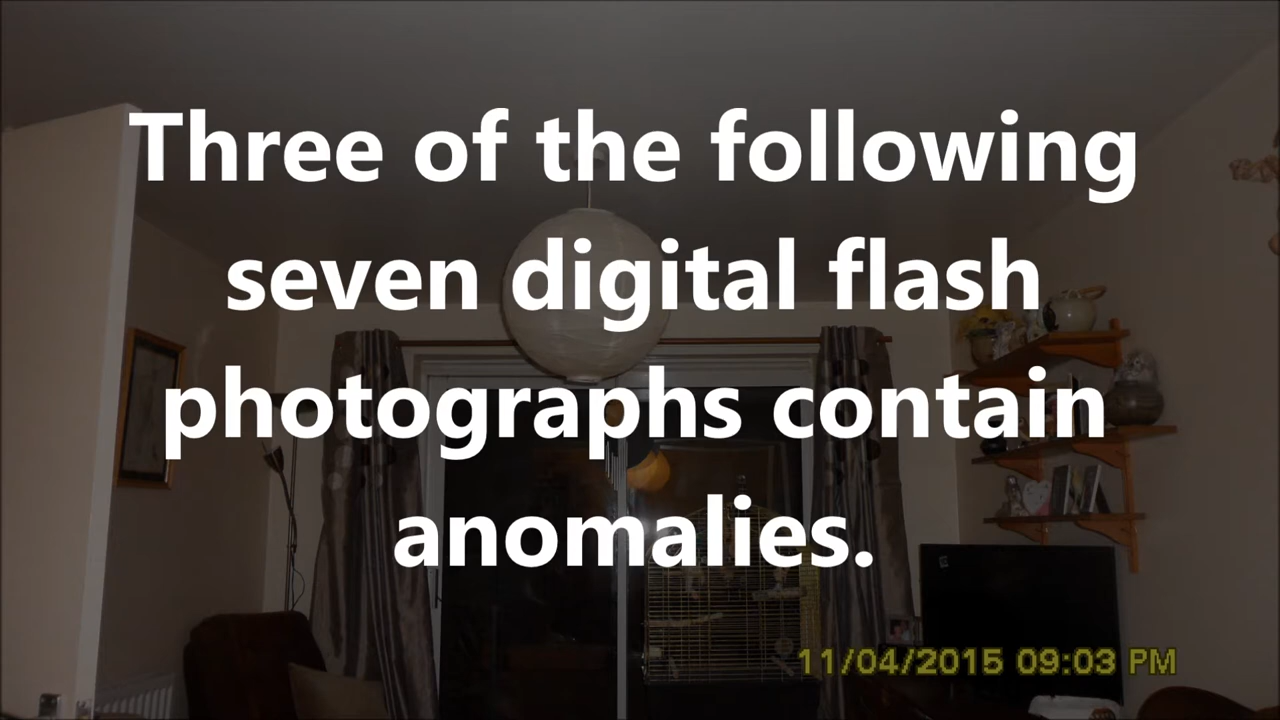 Three of the following
seven digital flash
photographs contain
anomalies.
11/04/2015 09:03 PM